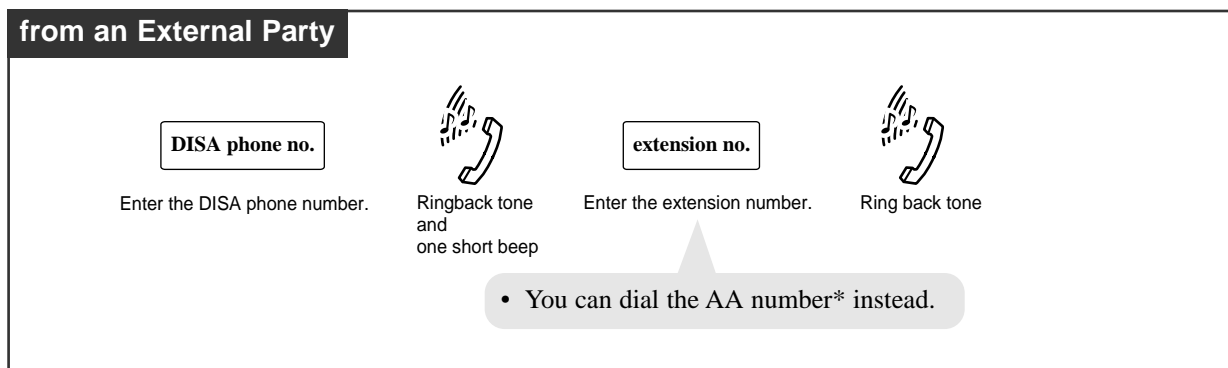 from an External Party
DISA phone no.
extension no.
Enter the DISA phone number.
Ringback tone
and
one short beep
Enter the extension number.
Ring back tone
• You can dial the AA number* instead.